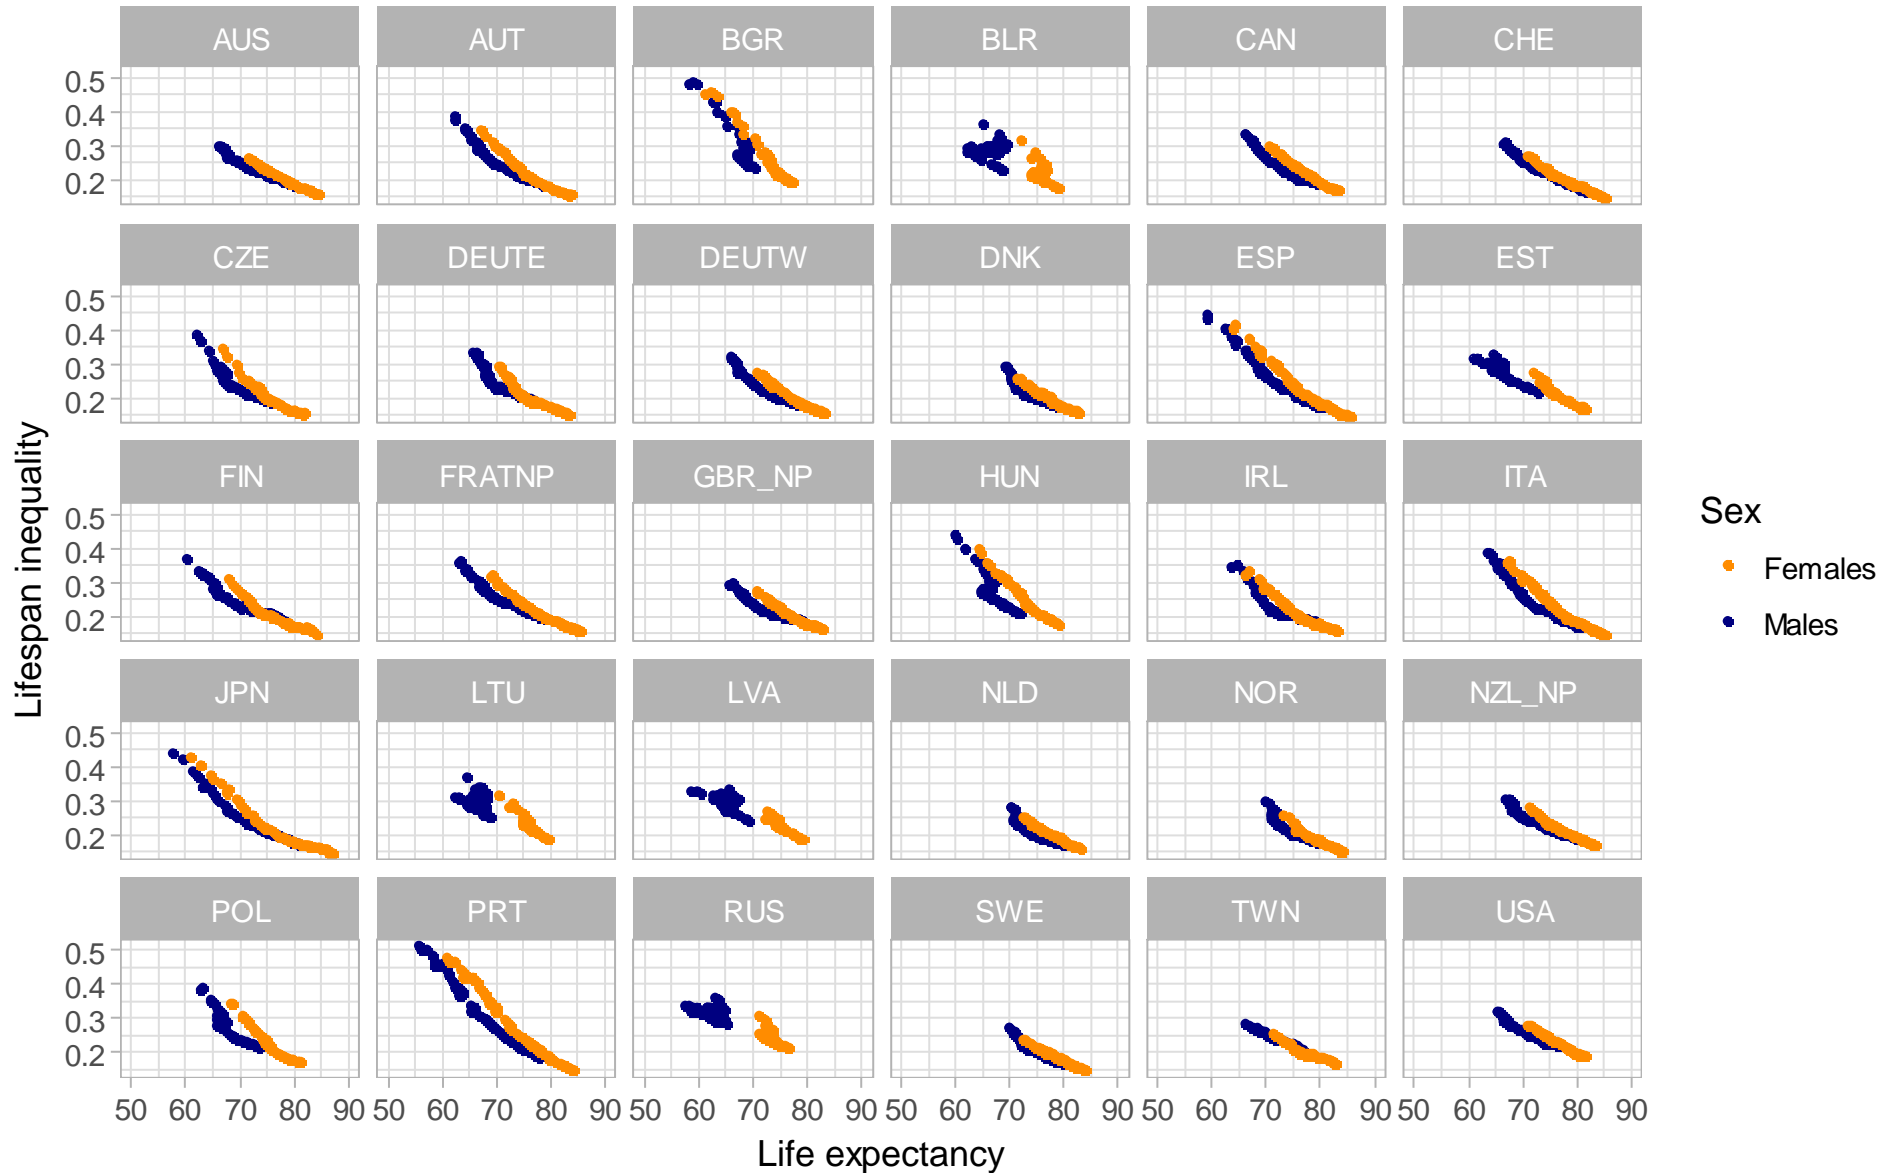 AUS AUT BGR BLR CAN CHE
0.5
0.4
0.3
0.2
CZE DEUTE DEUTW DNK ESP EST
0.5
0.4
0.3
0.2
FIN FRATNP GBR_NP HUN IRL ITA
0.5
0.4
0.3
0.2
JPN LTU LVA NLD NOR NZL_NP
0.5
0.4
0.3
0.2
POL PRT RUS SWE TWN USA
0.5
0.4
0.3
0.2
50 60 70 80 90 50 60 70 80 90 50 60 70 80 90 50 60 70 80 90 50 60 70 80 90 50 60 70 80 90
Life expectancy
Lifespan inequality
Sex
Females
Males